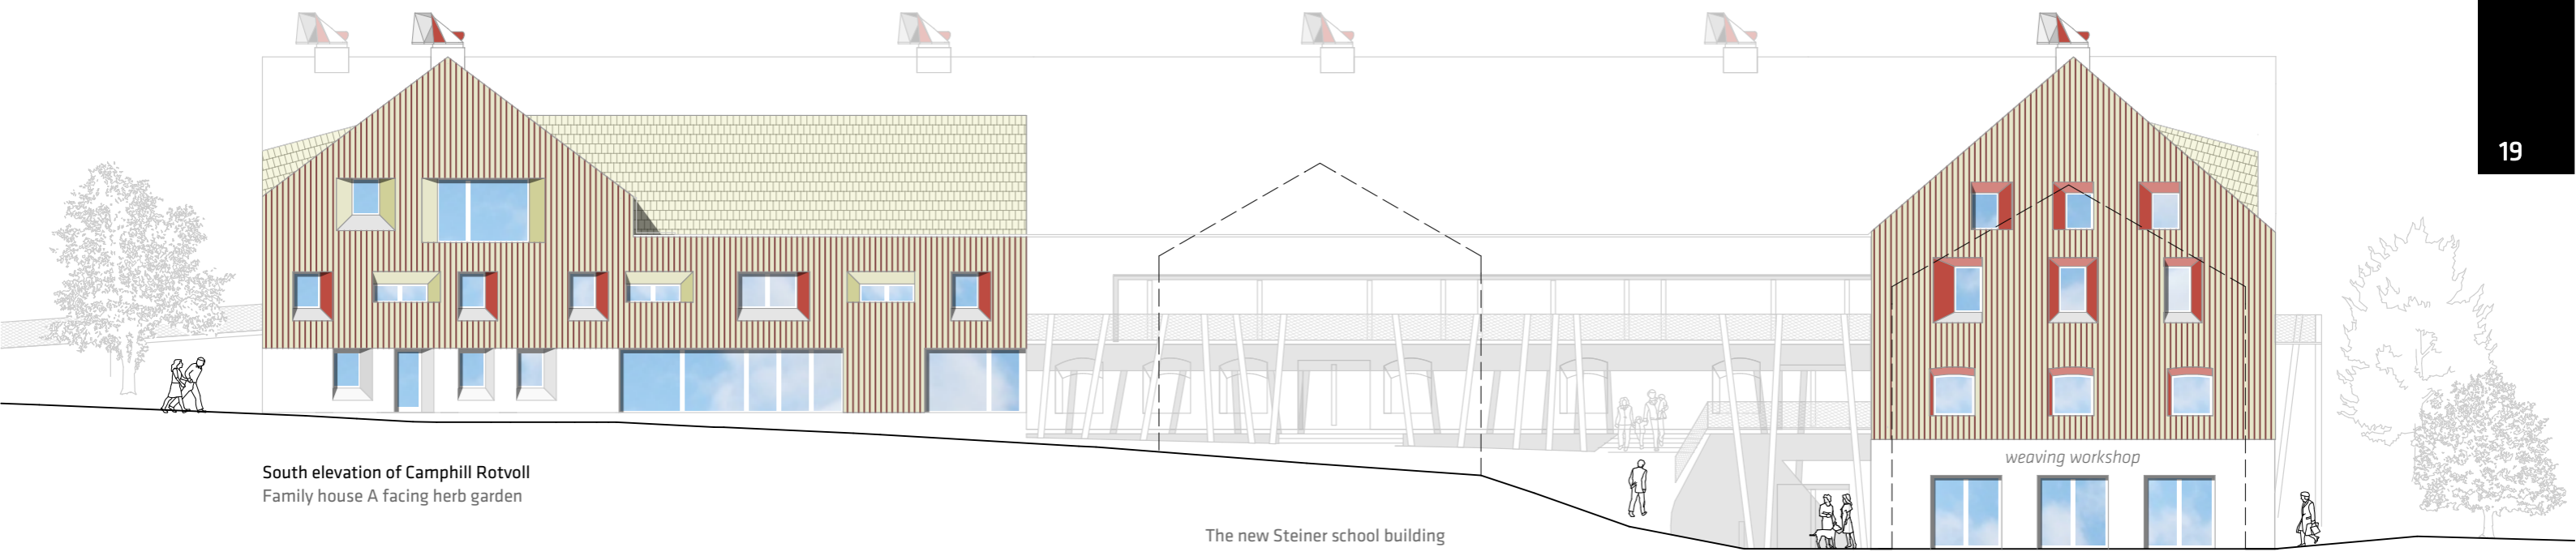 19
South elevation of Camphill Rotvoll
Family house A facing herb garden
weaving workshop
The new Steiner school building